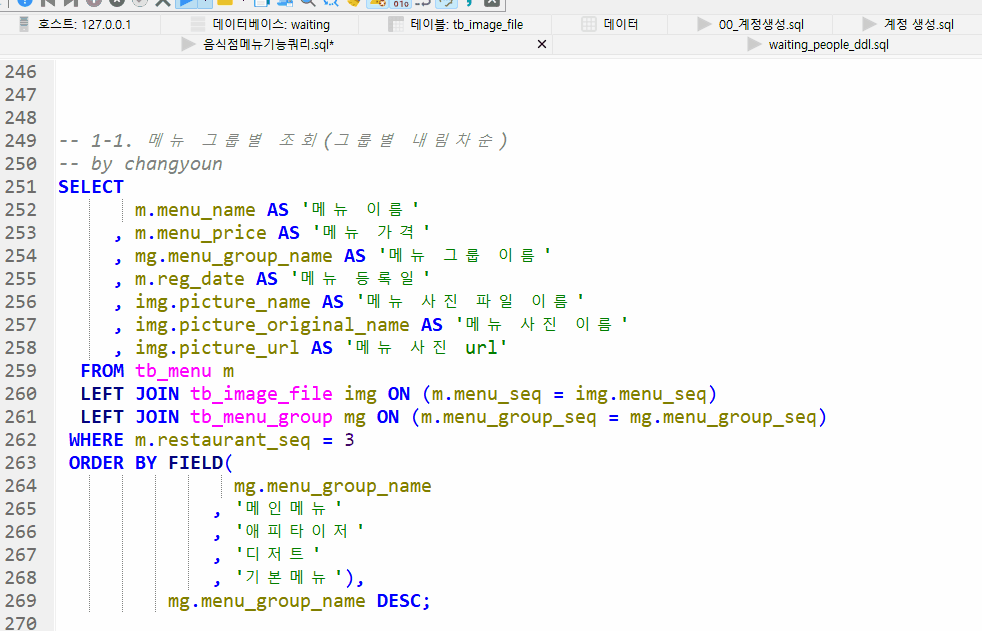 호스트: 127.0.0.1 데이터베이스: waiting 테이블: tb_image_file 데이터 00_계정생성.sql 계정 생성.sql
음식점메뉴기능쿼리.sql* waiting_people_ddl.sql
246
247
248
249 -- 1-1. 메뉴 그룹별 조회(그룹별 내림차순)
250 -- by changyoun
251 SELECT
252 m.menu_name AS '메뉴 이름'
253 , m.menu_price AS '메뉴 가격'
254 , mg.menu_group_name AS '메뉴 그룹 이름'
255 , m.reg_date AS '메뉴 등록일'
256 , img.picture_name AS '메뉴 사진 파일 이름'
257 , img.picture_original_name AS '메뉴 사진 이름'
258 , img.picture_url AS '메뉴 사진 url'
259 FROM tb_menu m
260 LEFT JOIN tb_image_file img ON (m.menu_seq = img.menu_seq)
261 LEFT JOIN tb_menu_group mg ON (m.menu_group_seq = mg.menu_group_seq)
262 WHERE m.restaurant_seq = 3
263 ORDER BY FIELD(
264 mg.menu_group_name
265 , '메인메뉴'
266 , '애피타이저'
267 , '디저트'
268 , '기본메뉴'),
269 mg.menu_group_name DESC;
270